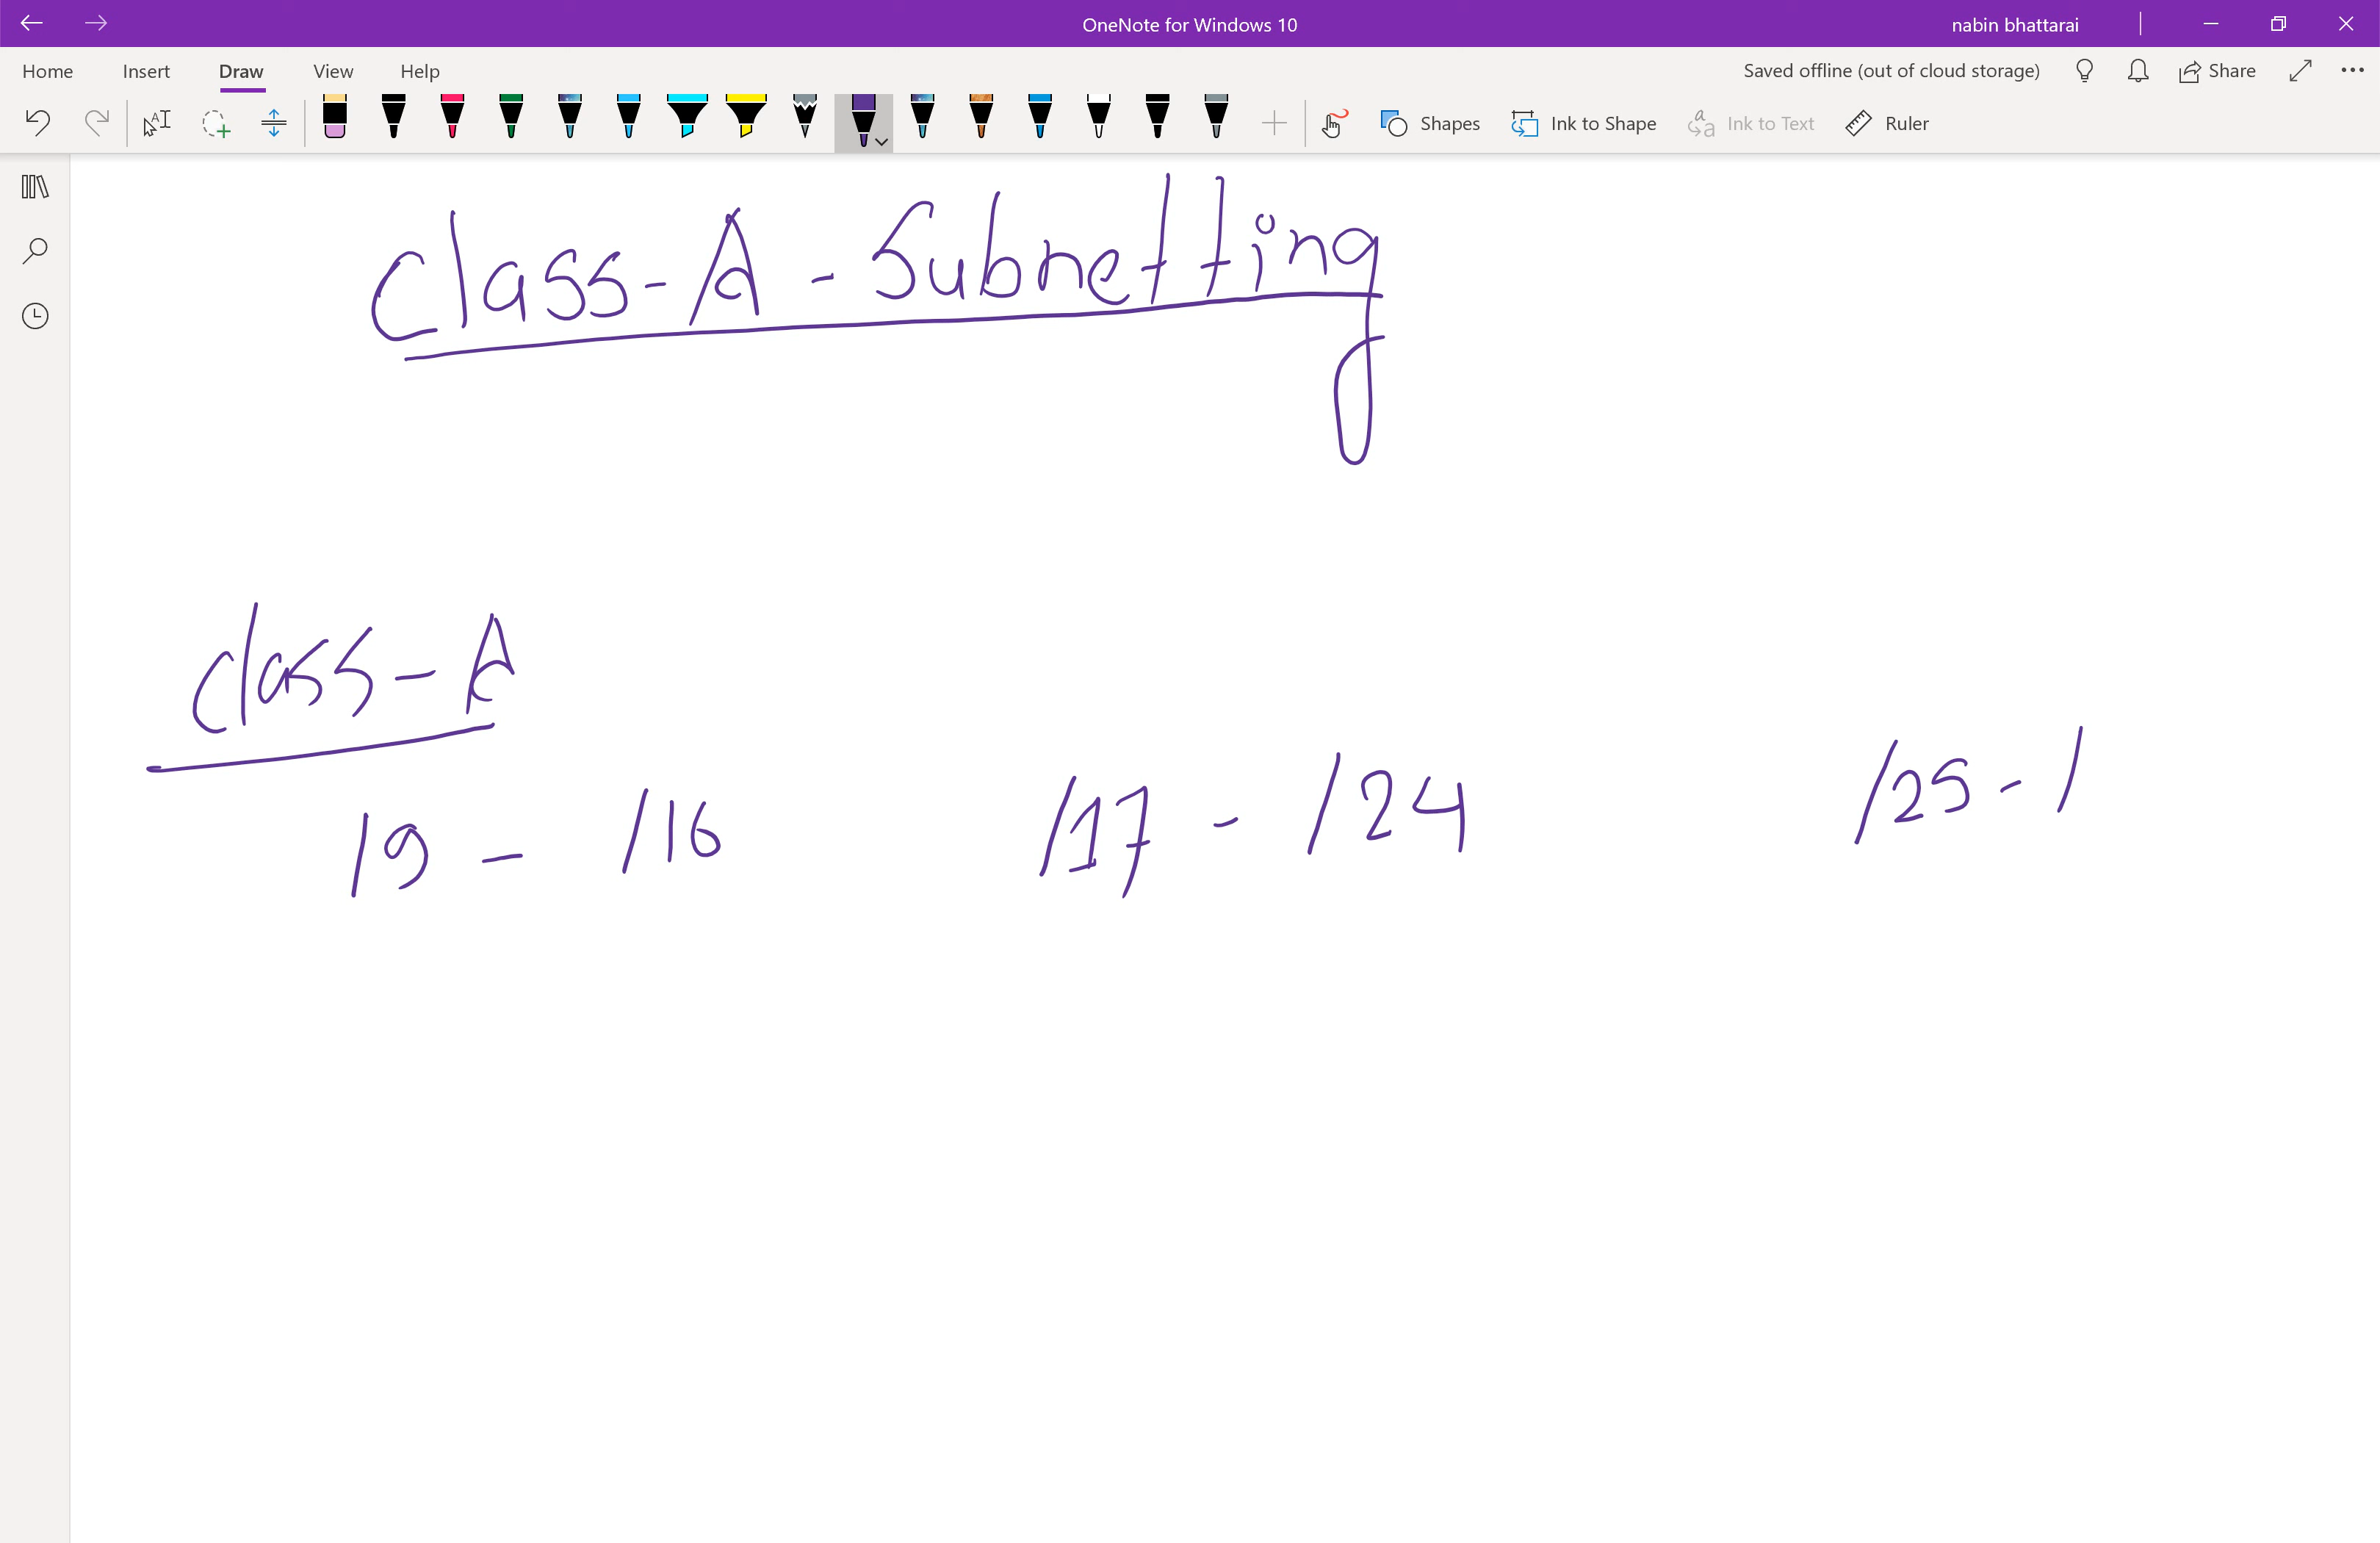 OneNote for Windows 10
nabin bhattarai
Home Insert Draw View Help
Saved offline (out of cloud storage) Share
Shapes Ink to Shape Ink to Text Ruler
Class-A - Subnetting
Class-A
/9 - /16 /17 - /24 /25 - /